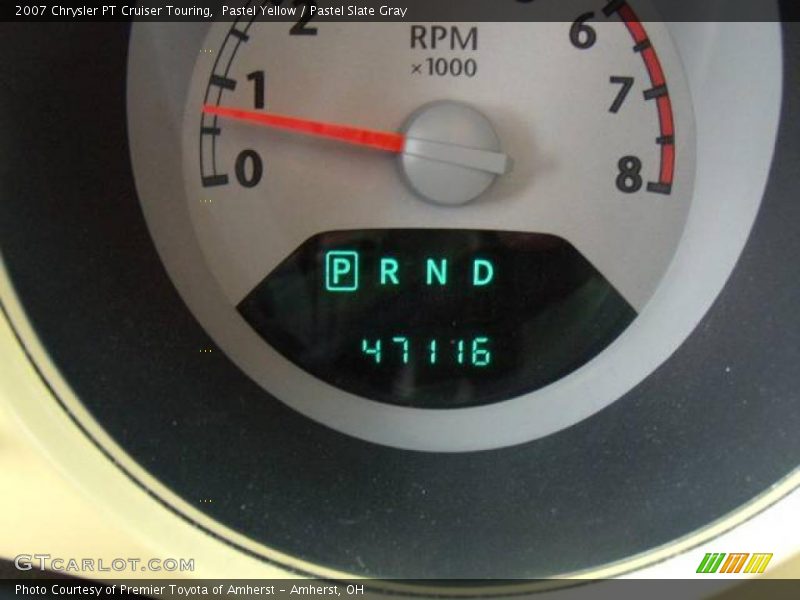 2007 Chrysler PT Cruiser Touring, Pastel Yellow / Pastel Slate Gray
2
RPM
6
x1000
1
7
0
8
P R N D
47116
GTCARLOT.COM
Photo Courtesy of Premier Toyota of Amherst – Amherst, OH